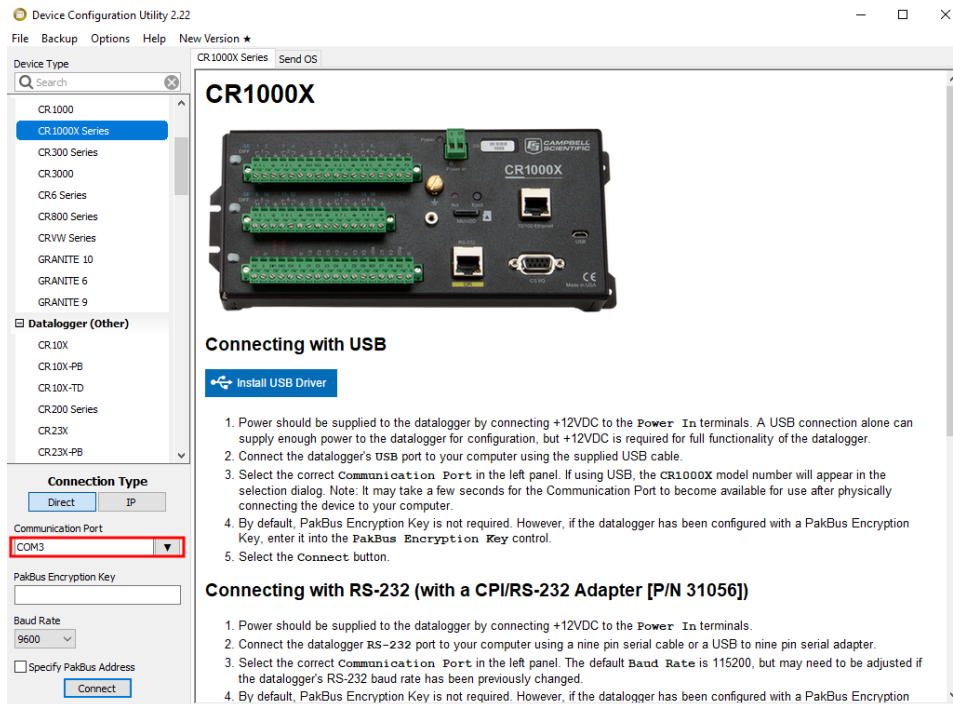 Device Configuration Utility 2.22
File Backup Options Help New Version ★
Device Type
Search
CR1000
CR1000X Series
CR300 Series
CR3000
CR6 Series
CR800 Series
CRVW Series
GRANITE 10
GRANITE 6
GRANITE 9
Datalogger (Other)
CR10X
CR10X-PB
CR10X-TD
CR200 Series
CR23X
CR23X-PB
Connection Type
Direct IP
Communication Port
COM3
PakBus Encryption Key
Baud Rate
9600
Specify PakBus Address
Connect
CR1000X Series Send OS
CR1000X
CAMPBELL
SCIENTIFIC
CR1000X
Power In
RS-232
CPI
USB
CS I/O
Made in USA
Connecting with USB
Install USB Driver
1. Power should be supplied to the datalogger by connecting +12VDC to the Power In terminals. A USB connection alone can
supply enough power to the datalogger for configuration, but +12VDC is required for full functionality of the datalogger.
2. Connect the datalogger's USB port to your computer using the supplied USB cable.
3. Select the correct Communication Port in the left panel. If using USB, the CR1000X model number will appear in the
selection dialog. Note: It may take a few seconds for the Communication Port to become available for use after physically
connecting the device to your computer.
4. By default, PakBus Encryption Key is not required. However, if the datalogger has been configured with a PakBus Encryption
Key, enter it into the PakBus Encryption Key control.
5. Select the Connect button.
Connecting with RS-232 (with a CPI/RS-232 Adapter [P/N 31056])
1. Power should be supplied to the datalogger by connecting +12VDC to the Power In terminals.
2. Connect the datalogger RS-232 port to your computer using a nine pin serial cable or a USB to nine pin serial adapter.
3. Select the correct Communication Port in the left panel. The default Baud Rate is 115200, but may need to be adjusted if
the datalogger's RS-232 baud rate has been previously changed.
4. By default, PakBus Encryption Key is not required. However, if the datalogger has been configured with a PakBus Encryption